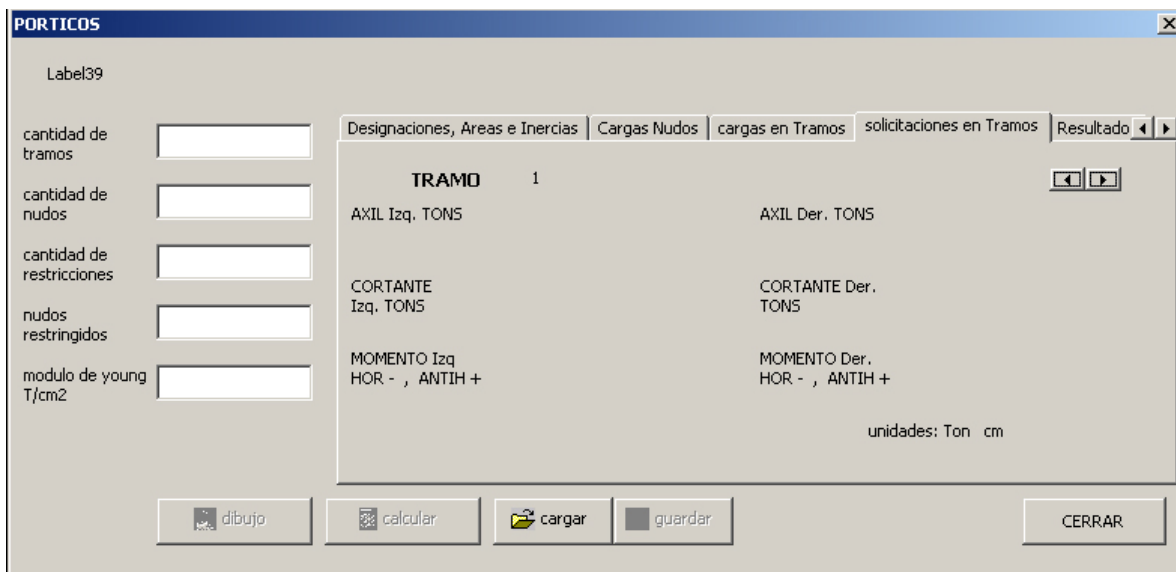 PORTICOS
Label39
cantidad de
tramos
cantidad de
nudos
cantidad de
restricciones
nudos
restringidos
modulo de young
T/cm2
Designaciones, Areas e Inercias
Cargas Nudos
cargas en Tramos
solicitaciones en Tramos
Resultado
TRAMO 1
AXIL Izq. TONS
AXIL Der. TONS
CORTANTE
Izq. TONS
CORTANTE Der.
TONS
MOMENTO Izq
HOR - , ANTIH +
MOMENTO Der.
HOR - , ANTIH +
unidades: Ton cm
dibujo
calcular
cargar
guardar
CERRAR